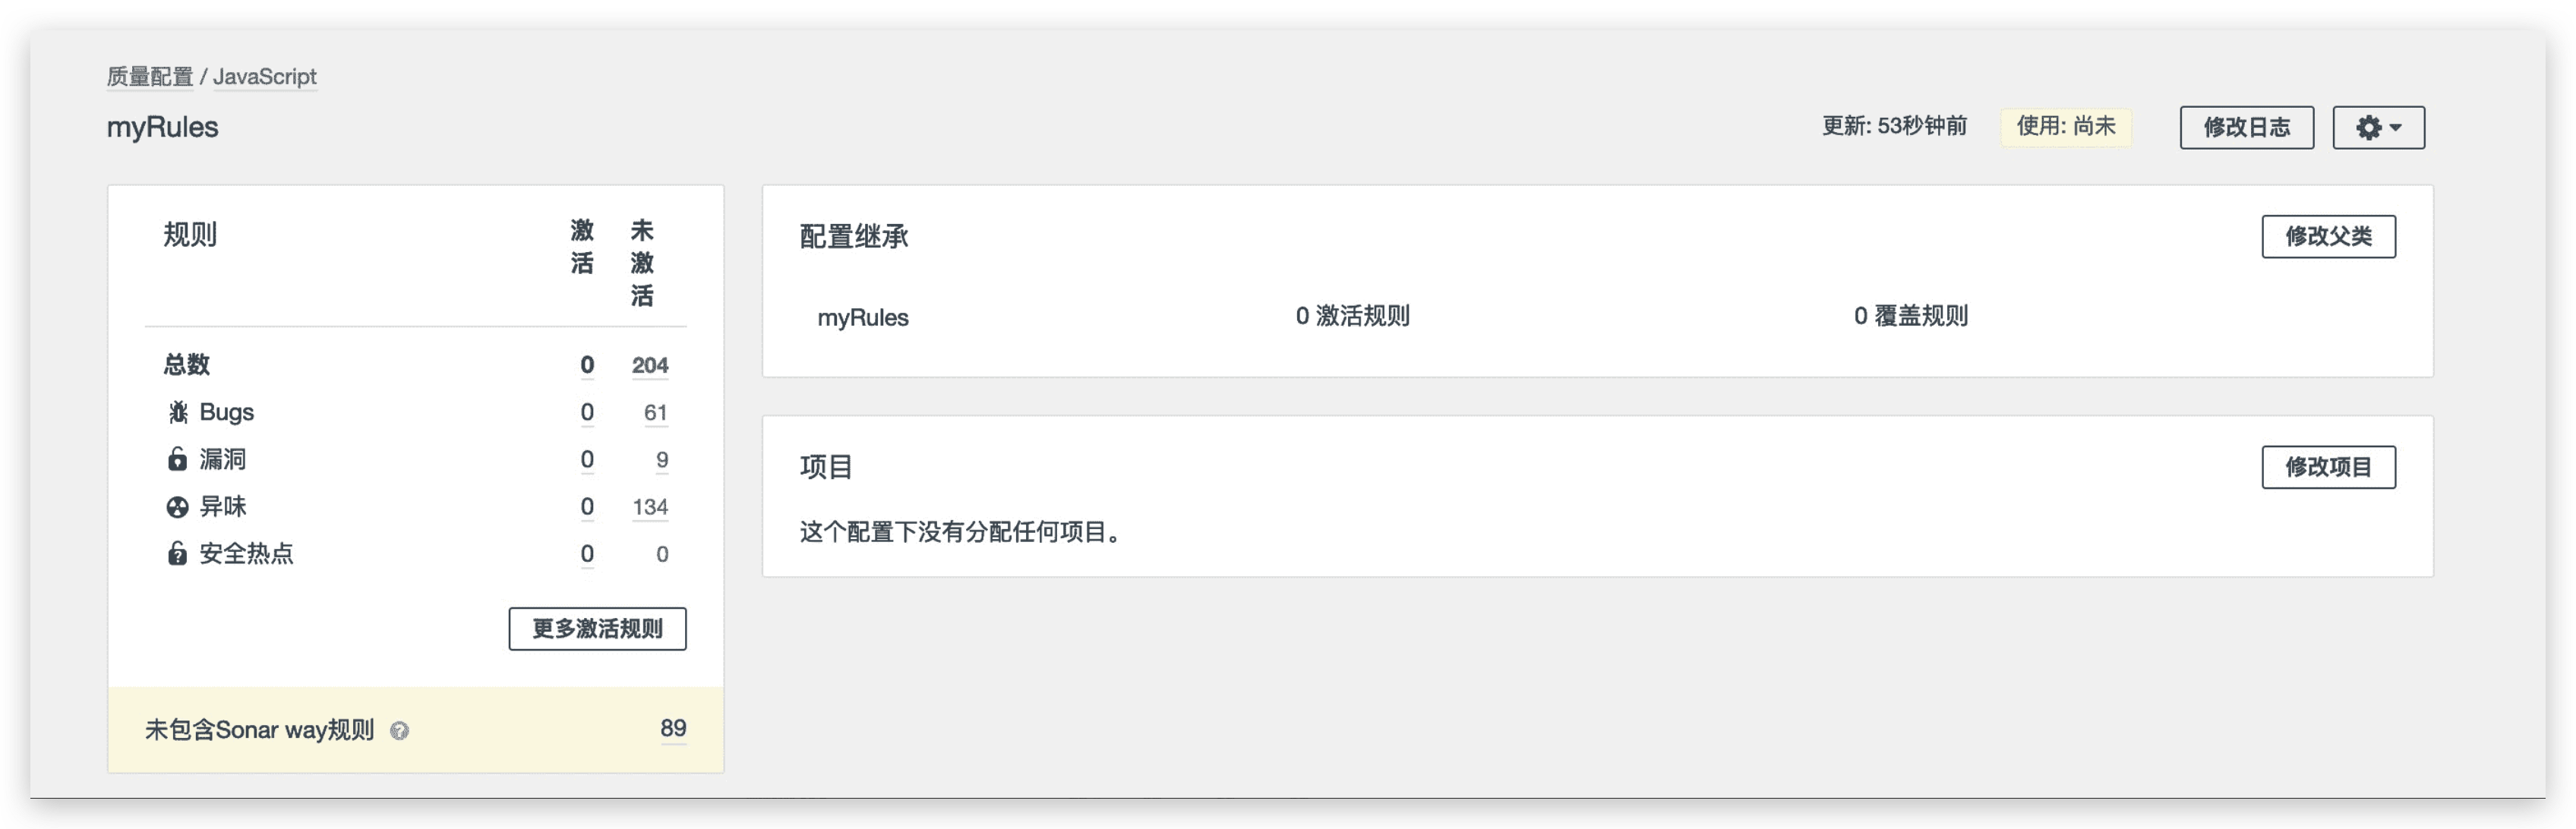 质量配置 / JavaScript
myRules
更新: 53秒钟前 使用: 尚未 修改日志
规则 激活 未激活
总数 0 204
Bugs 0 61
漏洞 0 9
异味 0 134
安全热点 0 0
更多激活规则
未包含Sonar way规则 ? 89
配置继承 修改父类
myRules 0 激活规则 0 覆盖规则
项目 修改项目
这个配置下没有分配任何项目。